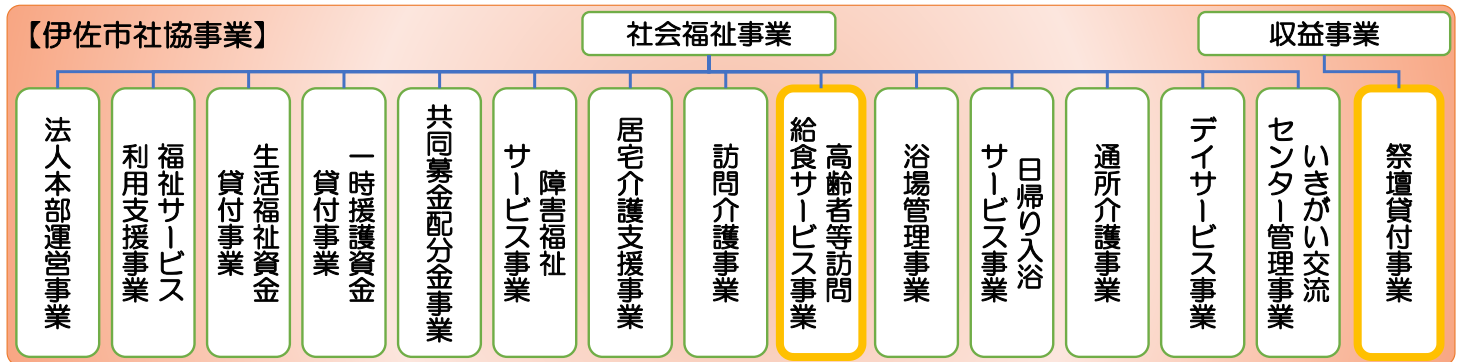 【伊佐市社協事業】
社会福祉事業
収益事業
法人本部運営事業
福祉サービス
利用支援事業
生活福祉資金
貸付事業
一時援護資金
貸付事業
共同募金配分金事業
障害福祉
サービス事業
居宅介護支援事業
訪問介護事業
高齢者等訪問
給食サービス事業
浴場管理事業
日帰り入浴
サービス事業
通所介護事業
デイサービス事業
いきがい交流
センター管理事業
祭壇貸付事業